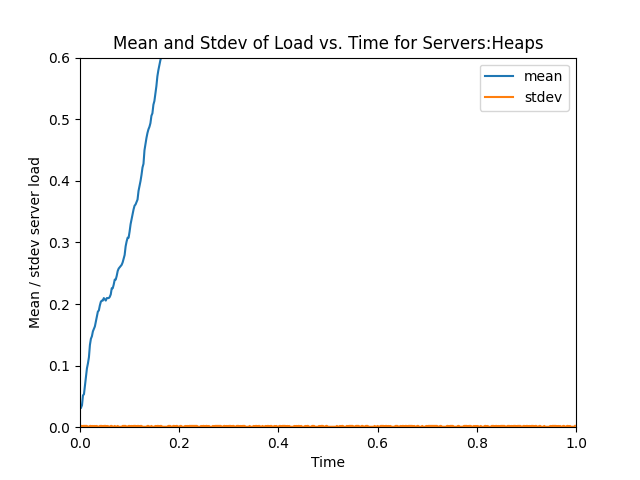 Mean and Stdev of Load vs. Time for Servers:Heaps
mean
stdev
Mean / stdev server load
0.6
0.5
0.4
0.3
0.2
0.1
0.0
0.0 0.2 0.4 0.6 0.8 1.0
Time